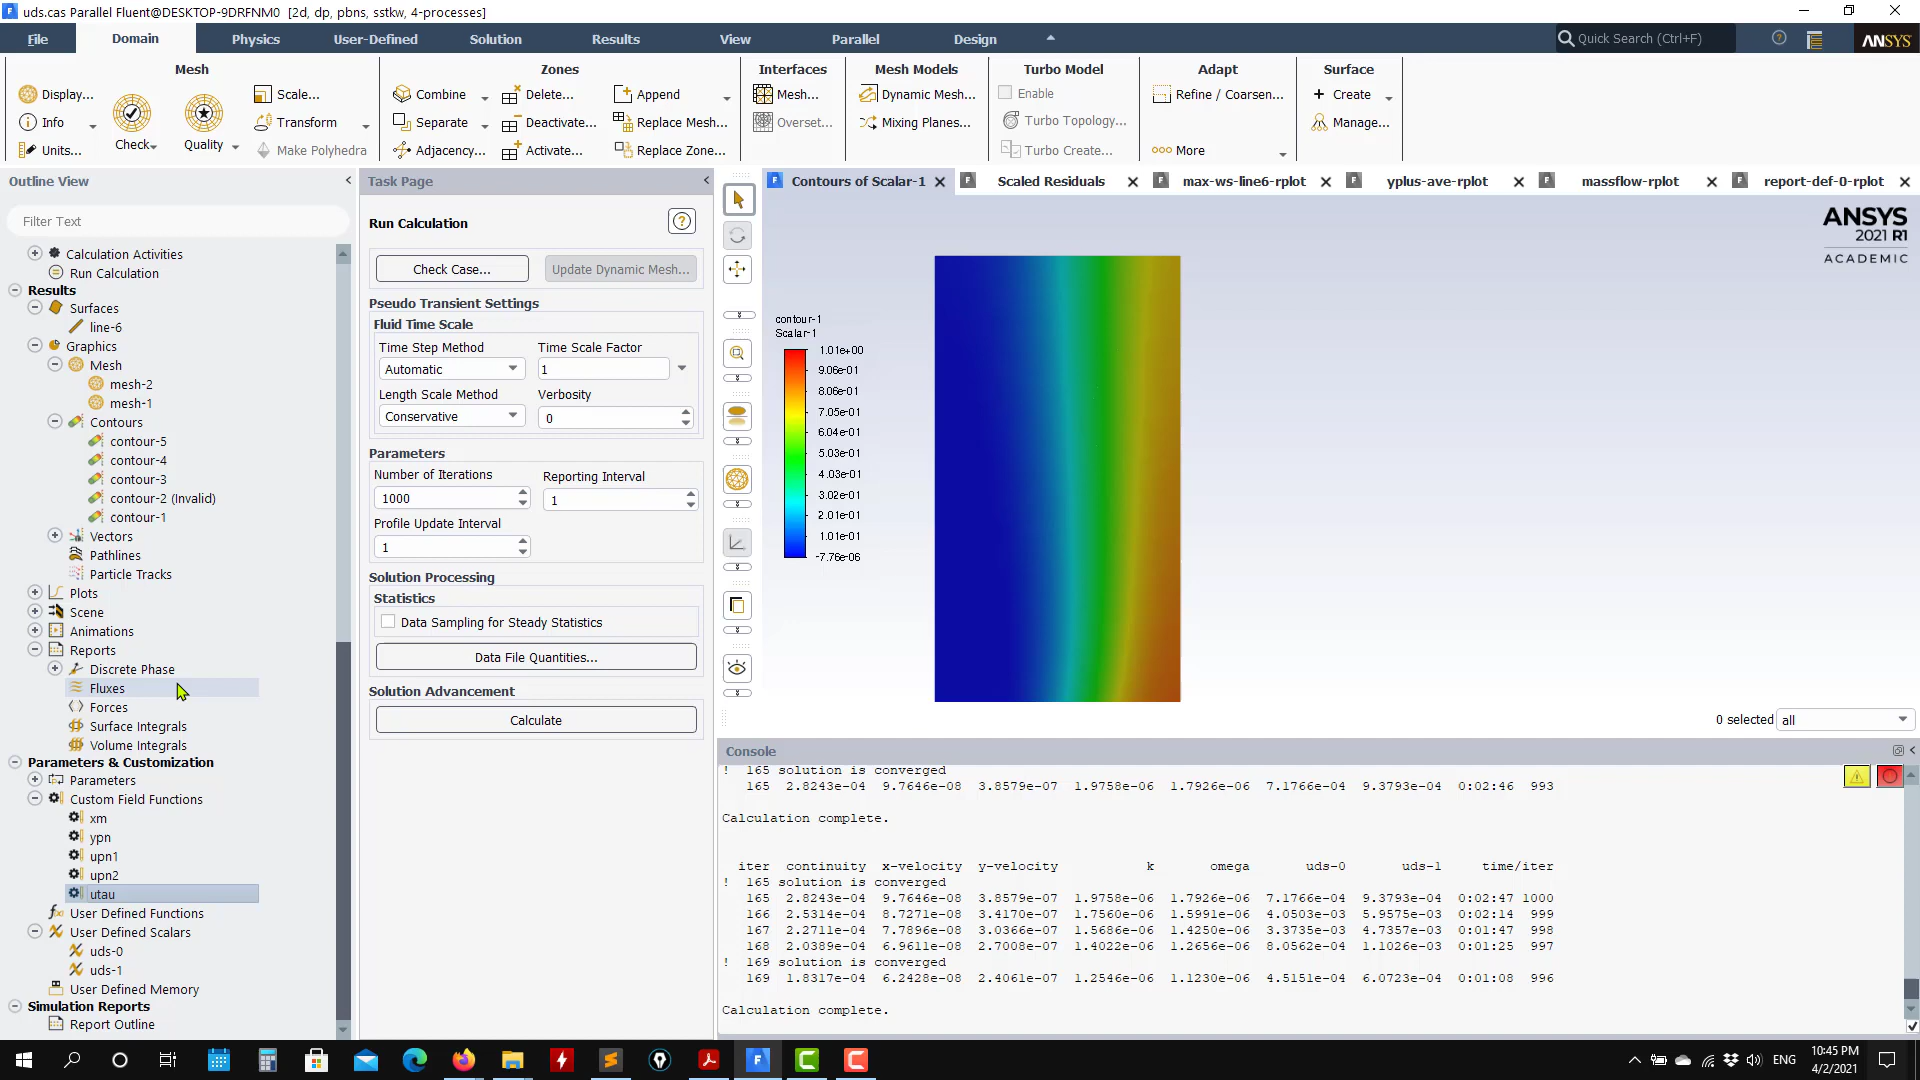 uds.cas Parallel Fluent@DESKTOP-9DRFNM0 [2d, dp, pbns, sstkw, 4-processes]
File Domain Physics User-Defined Solution Results View Parallel Design Quick Search (Ctrl+F) ANSYS
Mesh Zones Interfaces Mesh Models Turbo Model Adapt Surface
Display... Scale... Combine Delete... Append Mesh... Dynamic Mesh... Enable Refine / Coarsen... Create
Info Transform Separate Deactivate... Replace Mesh... Overset... Mixing Planes... Turbo Topology... Manage...
Units... Check Quality Make Polyhedra Adjacency... Activate... Replace Zone... Turbo Create... More
Outline View
Filter Text
Calculation Activities
Run Calculation
Results
Surfaces
line-6
Graphics
Mesh
mesh-2
mesh-1
Contours
contour-5
contour-4
contour-3
contour-2 (Invalid)
contour-1
Vectors
Pathlines
Particle Tracks
Plots
Scene
Animations
Reports
Discrete Phase
Fluxes
Forces
Surface Integrals
Volume Integrals
Parameters & Customization
Parameters
Custom Field Functions
xm
ypn
upn1
upn2
utau
User Defined Functions
User Defined Scalars
uds-0
uds-1
User Defined Memory
Simulation Reports
Report Outline
Task Page
Run Calculation
Check Case... Update Dynamic Mesh...
Pseudo Transient Settings
Fluid Time Scale
Time Step Method Time Scale Factor
Automatic 1
Length Scale Method Verbosity
Conservative 0
Parameters
Number of Iterations Reporting Interval
1000 1
Profile Update Interval
1
Solution Processing
Statistics
Data Sampling for Steady Statistics
Data File Quantities...
Solution Advancement
Calculate
Contours of Scalar-1 Scaled Residuals max-ws-line6-rplot yplus-ave-rplot massflow-rplot report-def-0-rplot
ANSYS
2021 R1
ACADEMIC
contour-1
Scalar-1
1.01e+00
9.06e-01
8.06e-01
7.05e-01
6.04e-01
5.03e-01
4.03e-01
3.02e-01
2.01e-01
1.01e-01
-7.76e-06
0 selected all
Console
! 165 solution is converged
165 2.8243e-04 9.7646e-08 3.8579e-07 1.9758e-06 1.7926e-06 7.1766e-04 9.3793e-04 0:02:46 993
Calculation complete.
iter continuity x-velocity y-velocity k omega uds-0 uds-1 time/iter
! 165 solution is converged
165 2.8243e-04 9.7646e-08 3.8579e-07 1.9758e-06 1.7926e-06 7.1766e-04 9.3793e-04 0:02:47 1000
166 2.5314e-04 8.7271e-08 3.4170e-07 1.7560e-06 1.5991e-06 4.0503e-03 5.9575e-03 0:02:14 999
167 2.2711e-04 7.7896e-08 3.0366e-07 1.5686e-06 1.4250e-06 3.3735e-03 4.7357e-03 0:01:47 998
168 2.0389e-04 6.9611e-08 2.7008e-07 1.4022e-06 1.2656e-06 8.0562e-04 1.1026e-03 0:01:25 997
! 169 solution is converged
169 1.8317e-04 6.2428e-08 2.4061e-07 1.2546e-06 1.1230e-06 4.5151e-04 6.0723e-04 0:01:08 996
Calculation complete.
ENG
10:45 PM
4/2/2021